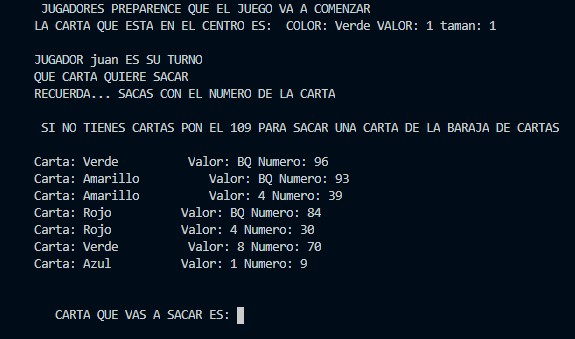 JUGADORES PREPARENCE QUE EL JUEGO VA A COMENZAR
LA CARTA QUE ESTA EN EL CENTRO ES:  COLOR: Verde VALOR: 1 taman: 1
JUGADOR juan ES SU TURNO
QUE CARTA QUIERE SACAR
RECUERDA... SACAS CON EL NUMERO DE LA CARTA
SI NO TIENES CARTAS PON EL 109 PARA SACAR UNA CARTA DE LA BARAJA DE CARTAS
Carta: Verde          Valor: BQ Numero: 96
Carta: Amarillo          Valor: BQ Numero: 93
Carta: Amarillo          Valor: 4 Numero: 39
Carta: Rojo          Valor: BQ Numero: 84
Carta: Rojo          Valor: 4 Numero: 30
Carta: Verde          Valor: 8 Numero: 70
Carta: Azul          Valor: 1 Numero: 9
CARTA QUE VAS A SACAR ES: